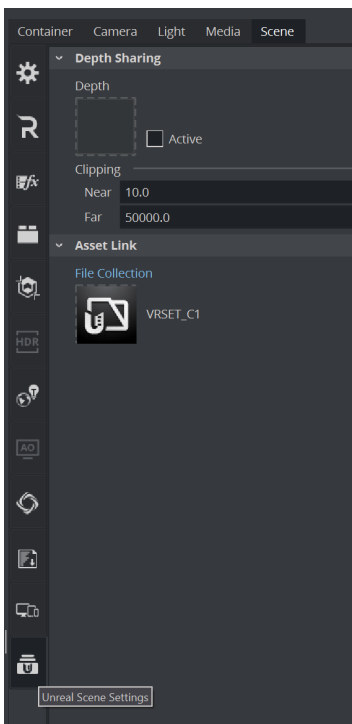 Container Camera Light Media Scene
Depth Sharing
Depth
Active
Clipping
Near 10.0
Far 50000.0
Asset Link
File Collection
VRSET_C1
R
fx
HDR
AO
Unreal Scene Settings